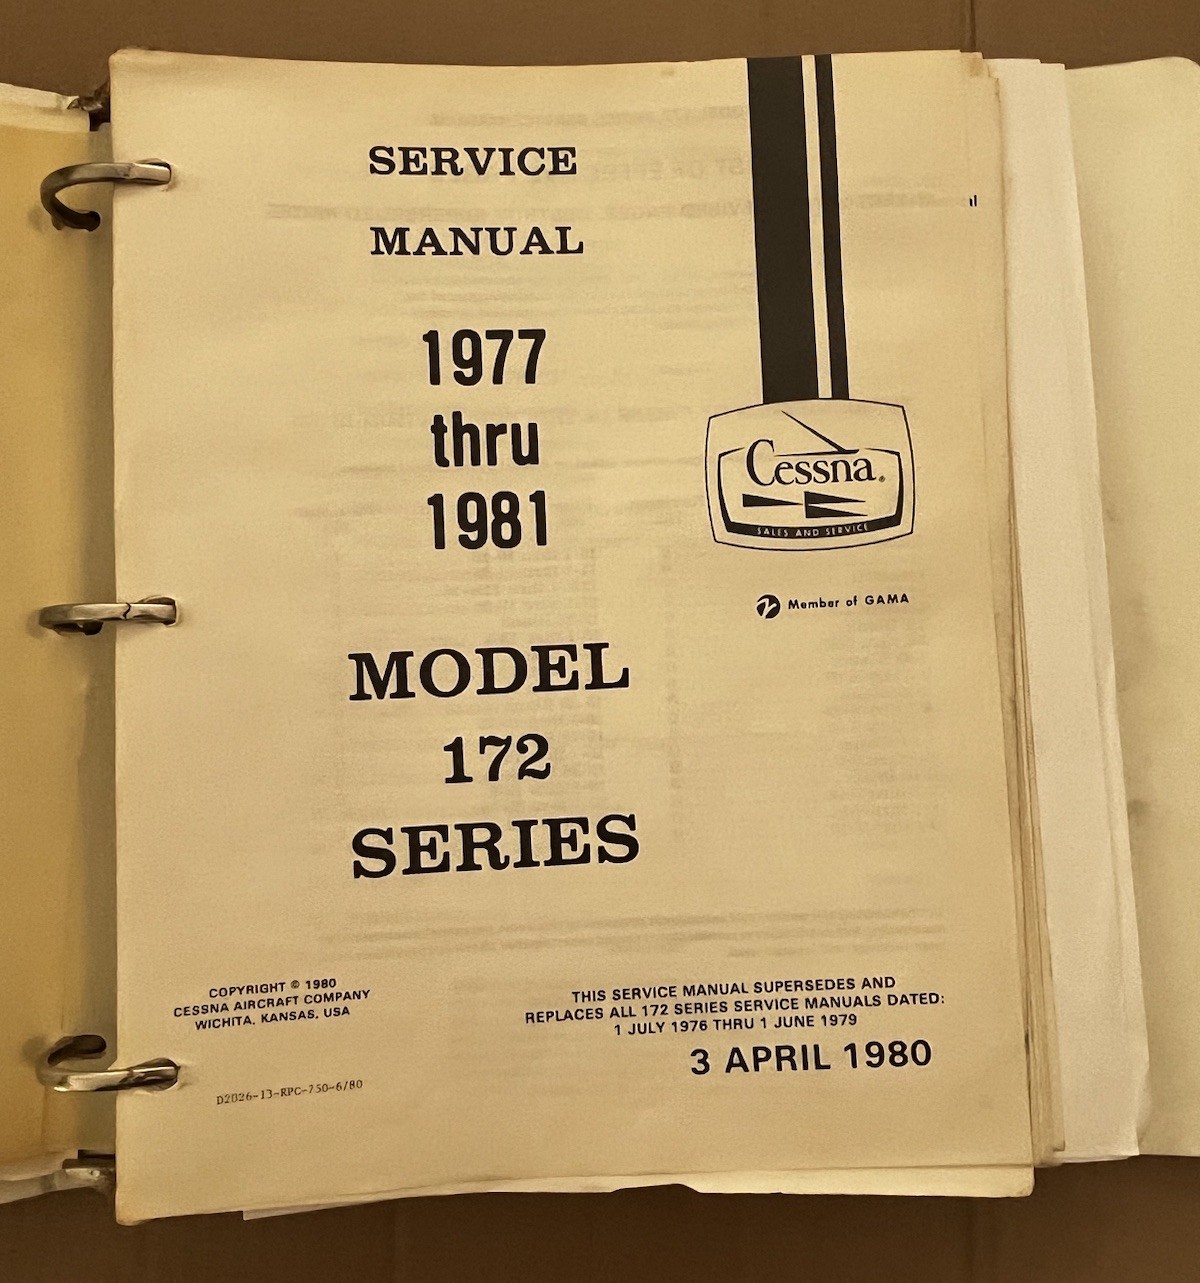 SERVICE
MANUAL
1977
thru
1981
Cessna®
SALES AND SERVICE
Member of GAMA
MODEL
172
SERIES
COPYRIGHT © 1980
CESSNA AIRCRAFT COMPANY
WICHITA, KANSAS, USA
THIS SERVICE MANUAL SUPERSEDES AND
REPLACES ALL 172 SERIES SERVICE MANUALS DATED:
1 JULY 1976 THRU 1 JUNE 1979
3 APRIL 1980
D2026-13-RPC-750-6/80